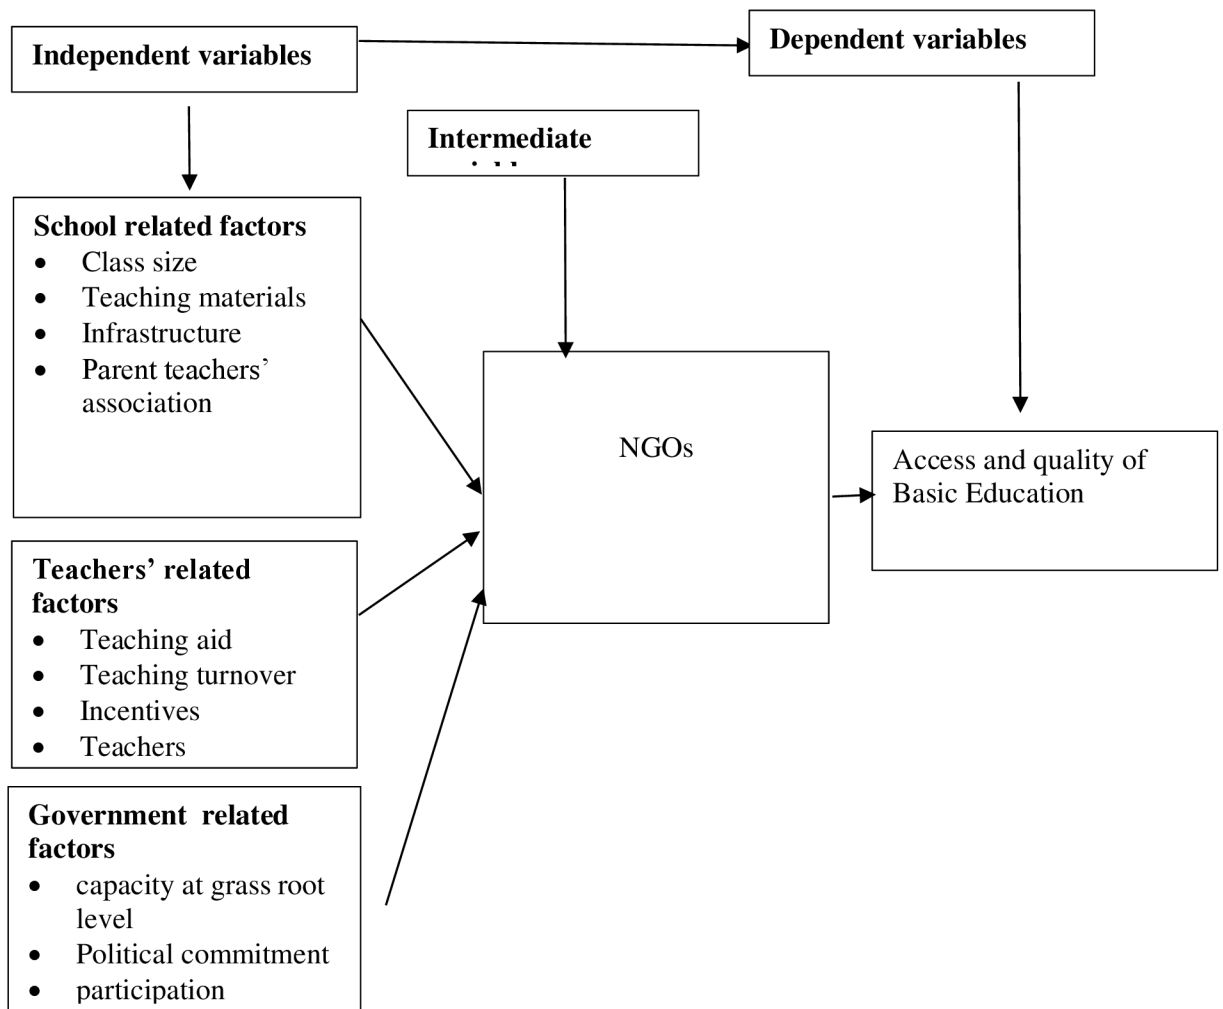 Independent variables
Dependent variables
Intermediate
School related factors
• Class size
• Teaching materials
• Infrastructure
• Parent teachers’
association
NGOs
Access and quality of
Basic Education
Teachers’ related
factors
• Teaching aid
• Teaching turnover
• Incentives
• Teachers
Government related
factors
• capacity at grass root
level
• Political commitment
• participation